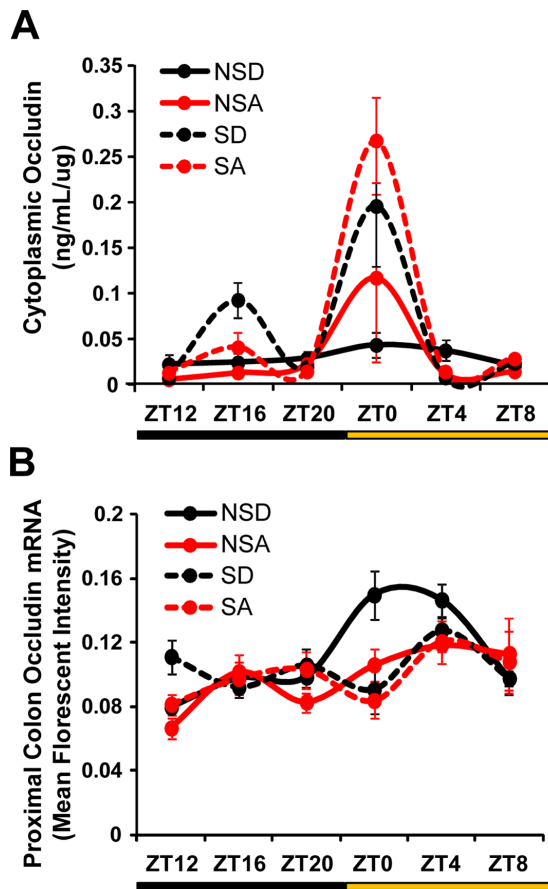 A
Cytoplasmic Occludin
(ng/mL/ug)
0.35
0.3
0.25
0.2
0.15
0.1
0.05
0
NSD
NSA
SD
SA
ZT12 ZT16 ZT20 ZT0 ZT4 ZT8
B
Proximal Colon Occludin mRNA
(Mean Florescent Intensity)
0.2
0.16
0.12
0.08
0.04
0
NSD
NSA
SD
SA
ZT12 ZT16 ZT20 ZT0 ZT4 ZT8